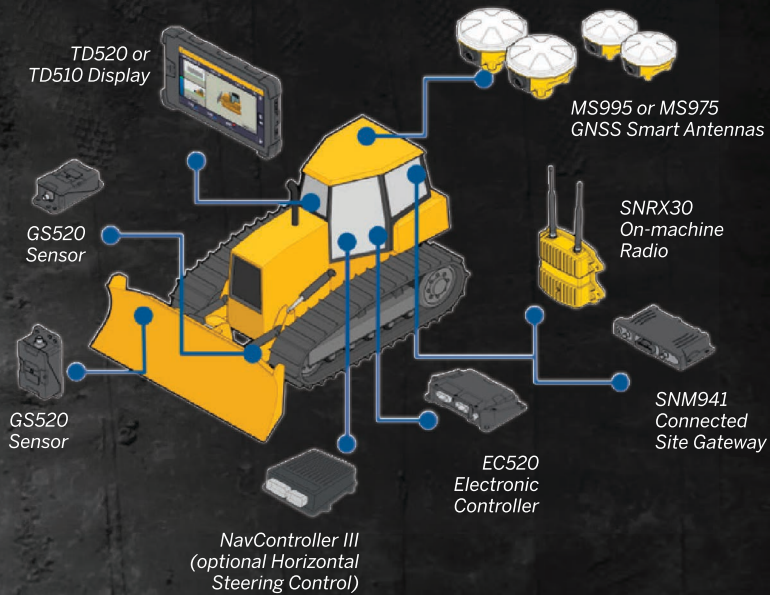 TD520 or
TD510 Display
MS995 or MS975
GNSS Smart Antennas
GS520
Sensor
SNRX30
On-machine
Radio
GS520
Sensor
SNM941
Connected
Site Gateway
EC520
Electronic
Controller
NavController III
(optional Horizontal
Steering Control)